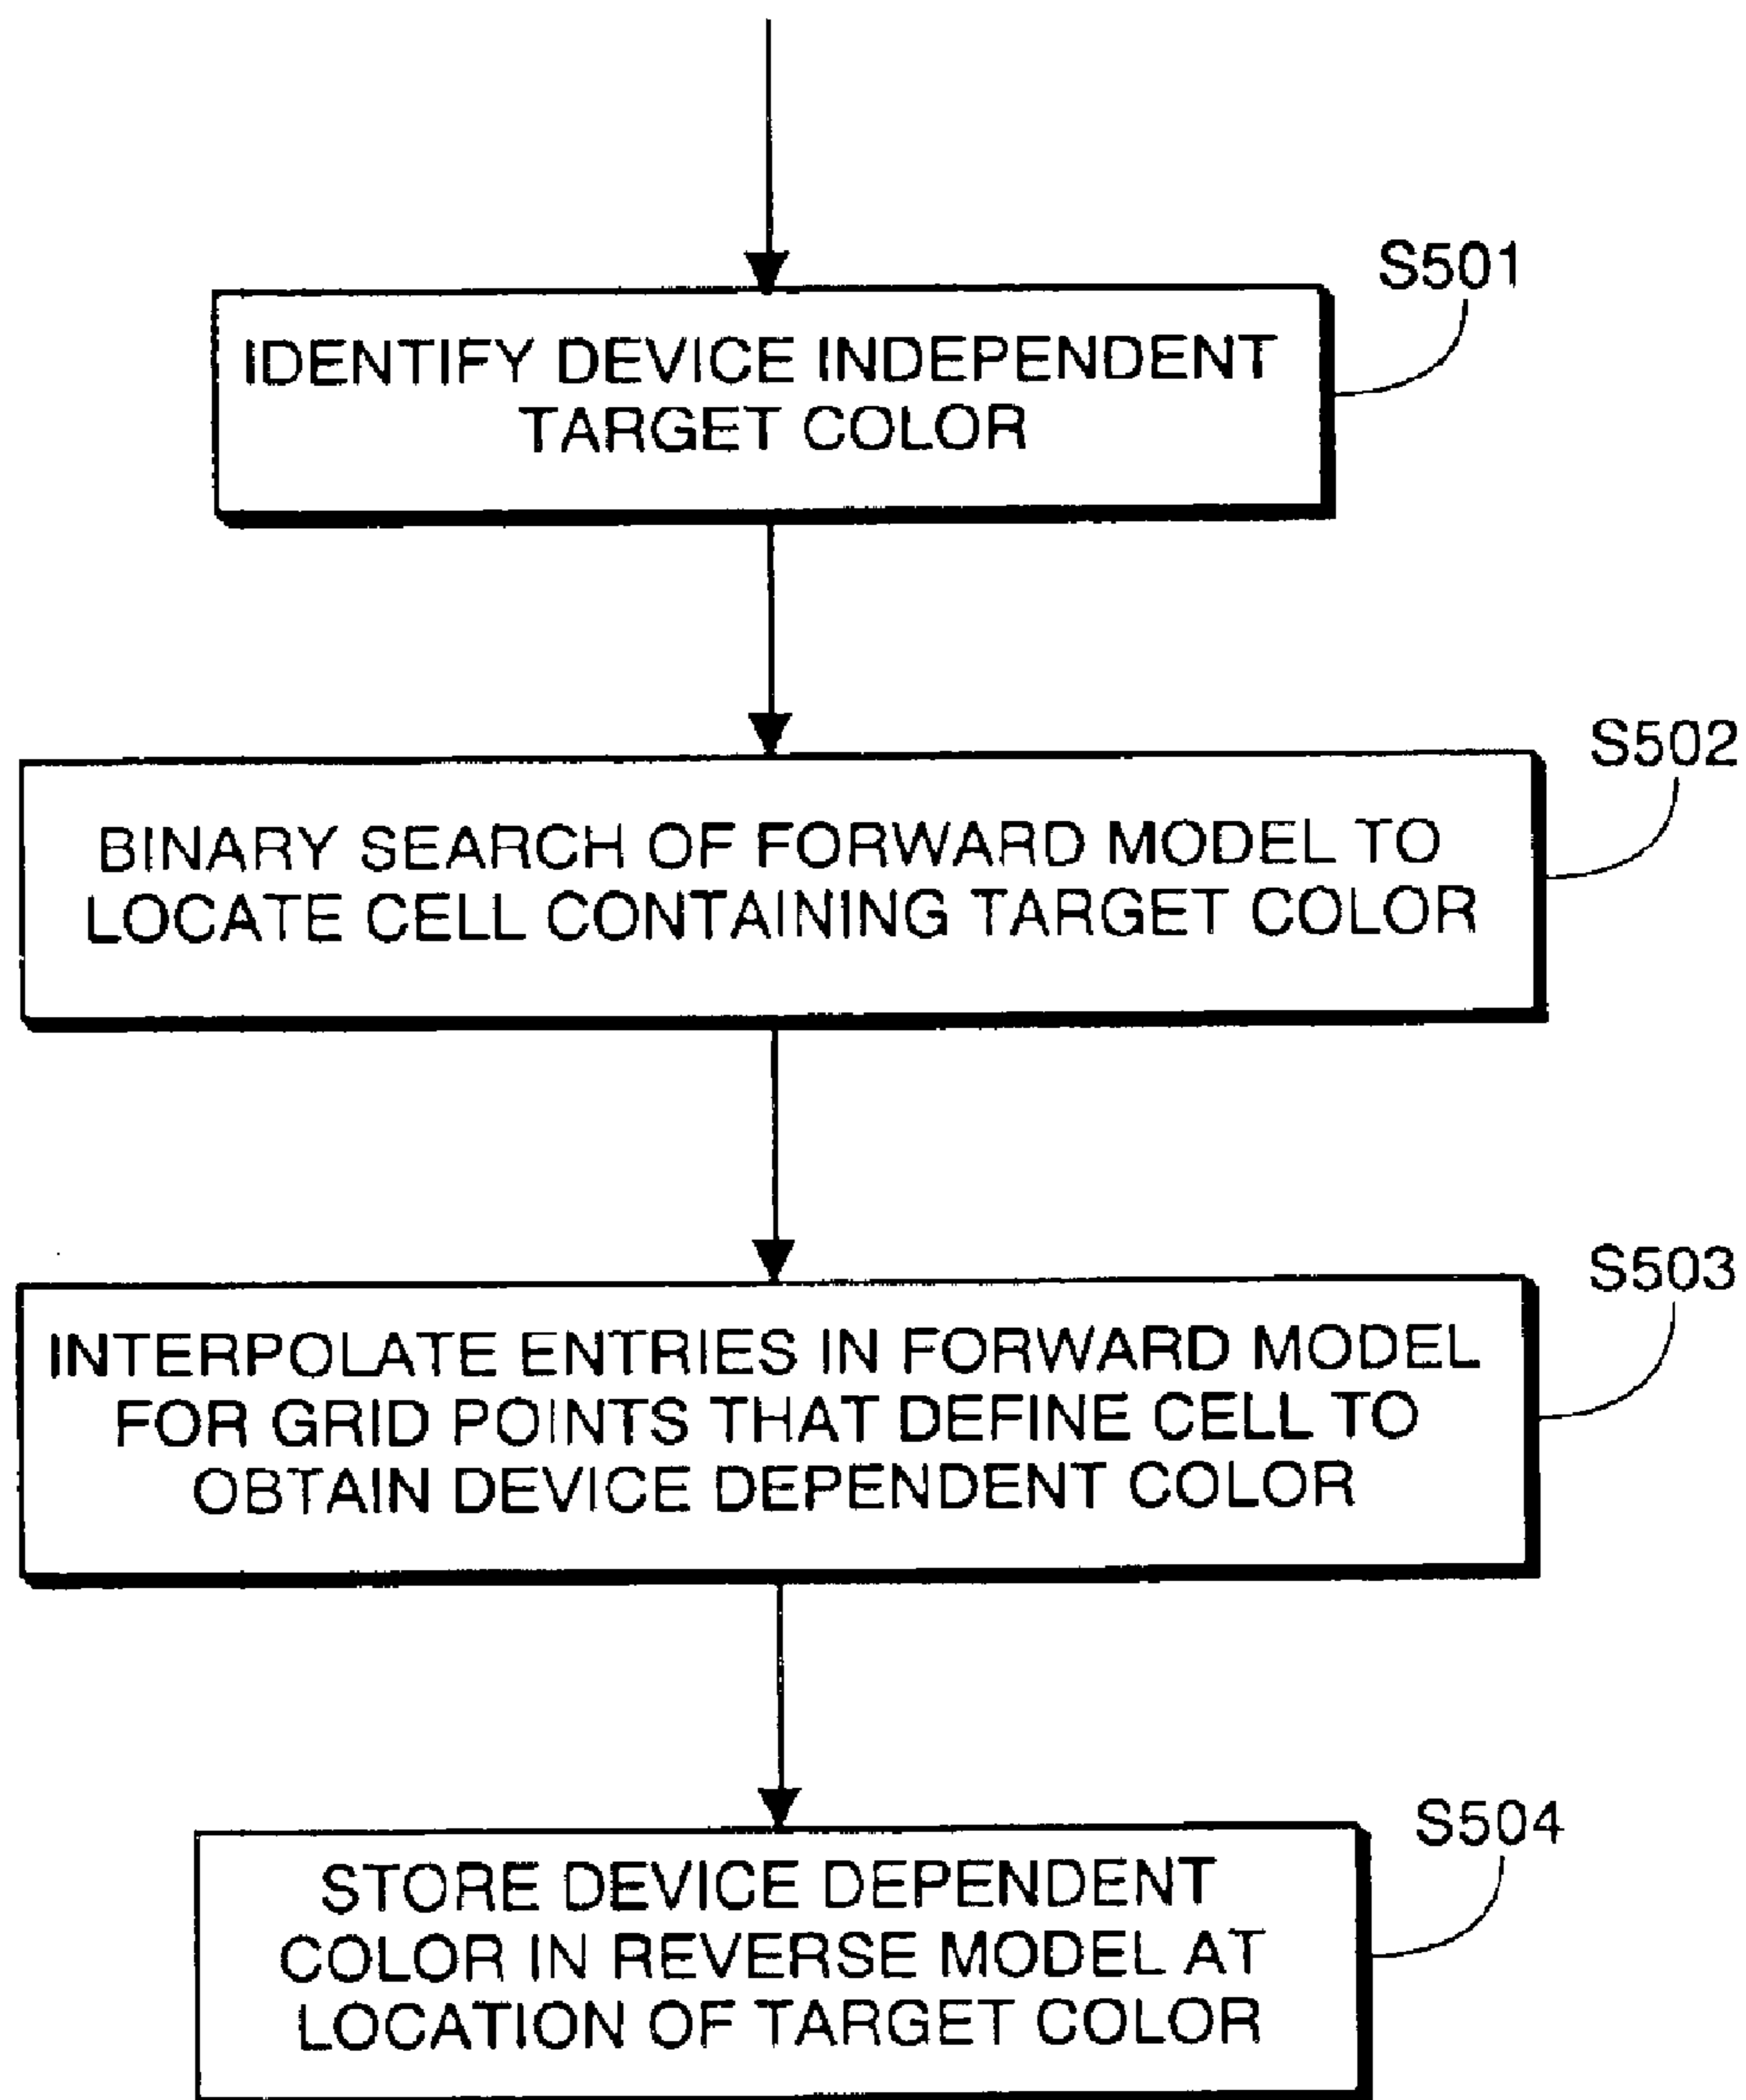 S501
IDENTIFY DEVICE INDEPENDENT
TARGET COLOR
S502
BINARY SEARCH OF FORWARD MODEL TO
LOCATE CELL CONTAINING TARGET COLOR
S503
INTERPOLATE ENTRIES IN FORWARD MODEL
FOR GRID POINTS THAT DEFINE CELL TO
OBTAIN DEVICE DEPENDENT COLOR
S504
STORE DEVICE DEPENDENT
COLOR IN REVERSE MODEL AT
LOCATION OF TARGET COLOR